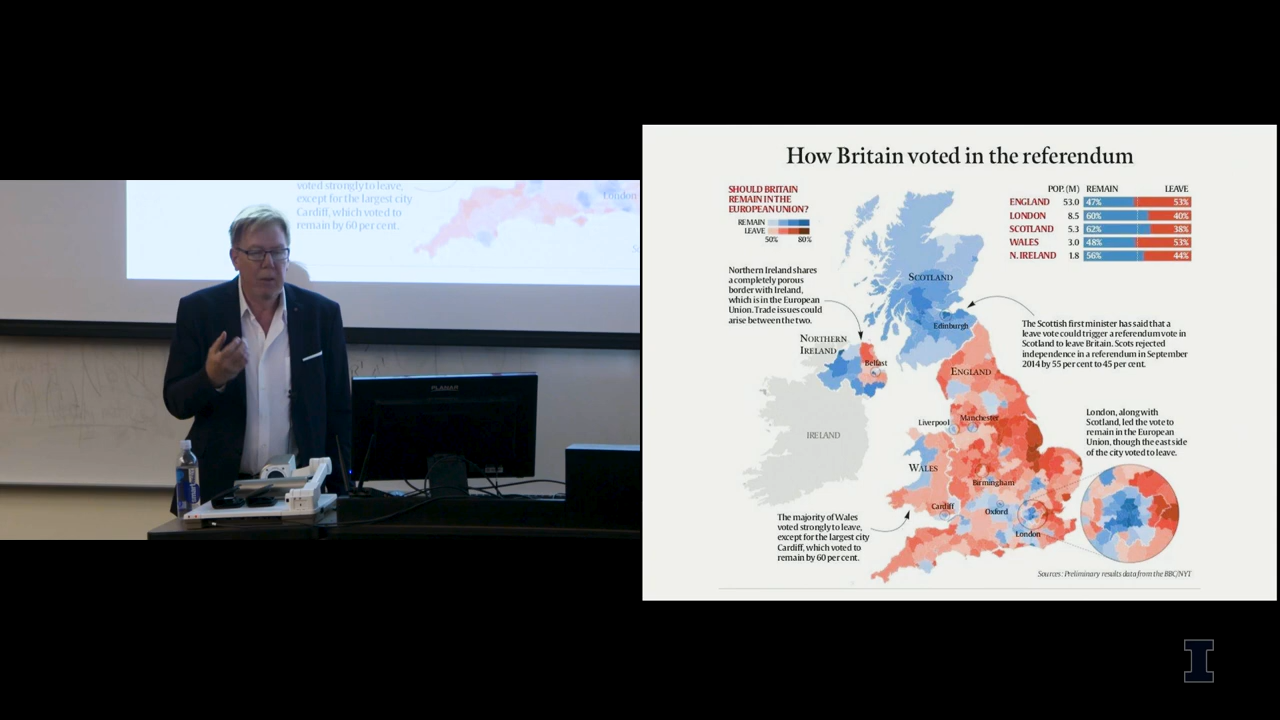 voted strongly to leave,
except for the largest city
Cardiff, which voted to
remain by 60 per cent.
London
PLANAR
How Britain voted in the referendum
SHOULD BRITAIN
REMAIN IN THE
EUROPEAN UNION?
REMAIN
LEAVE
50% 80%
POP. (M) REMAIN LEAVE
ENGLAND 53.0 47% 53%
LONDON 8.5 60% 40%
SCOTLAND 5.3 62% 38%
WALES 3.0 48% 53%
N. IRELAND 1.8 56% 44%
Northern Ireland shares
a completely porous
border with Ireland,
which is in the European
Union. Trade issues could
arise between the two.
SCOTLAND
Edinburgh
The Scottish first minister has said that a
leave vote could trigger a referendum vote in
Scotland to leave Britain. Scots rejected
independence in a referendum in September
2014 by 55 per cent to 45 per cent.
NORTHERN
IRELAND
Belfast
ENGLAND
IRELAND
Liverpool
Manchester
London, along with
Scotland, led the vote to
remain in the European
Union, though the east side
of the city voted to leave.
WALES
Birmingham
Cardiff
Oxford
London
The majority of Wales
voted strongly to leave,
except for the largest city
Cardiff, which voted to
remain by 60 per cent.
Sources: Preliminary results data from the BBC/NYT
I